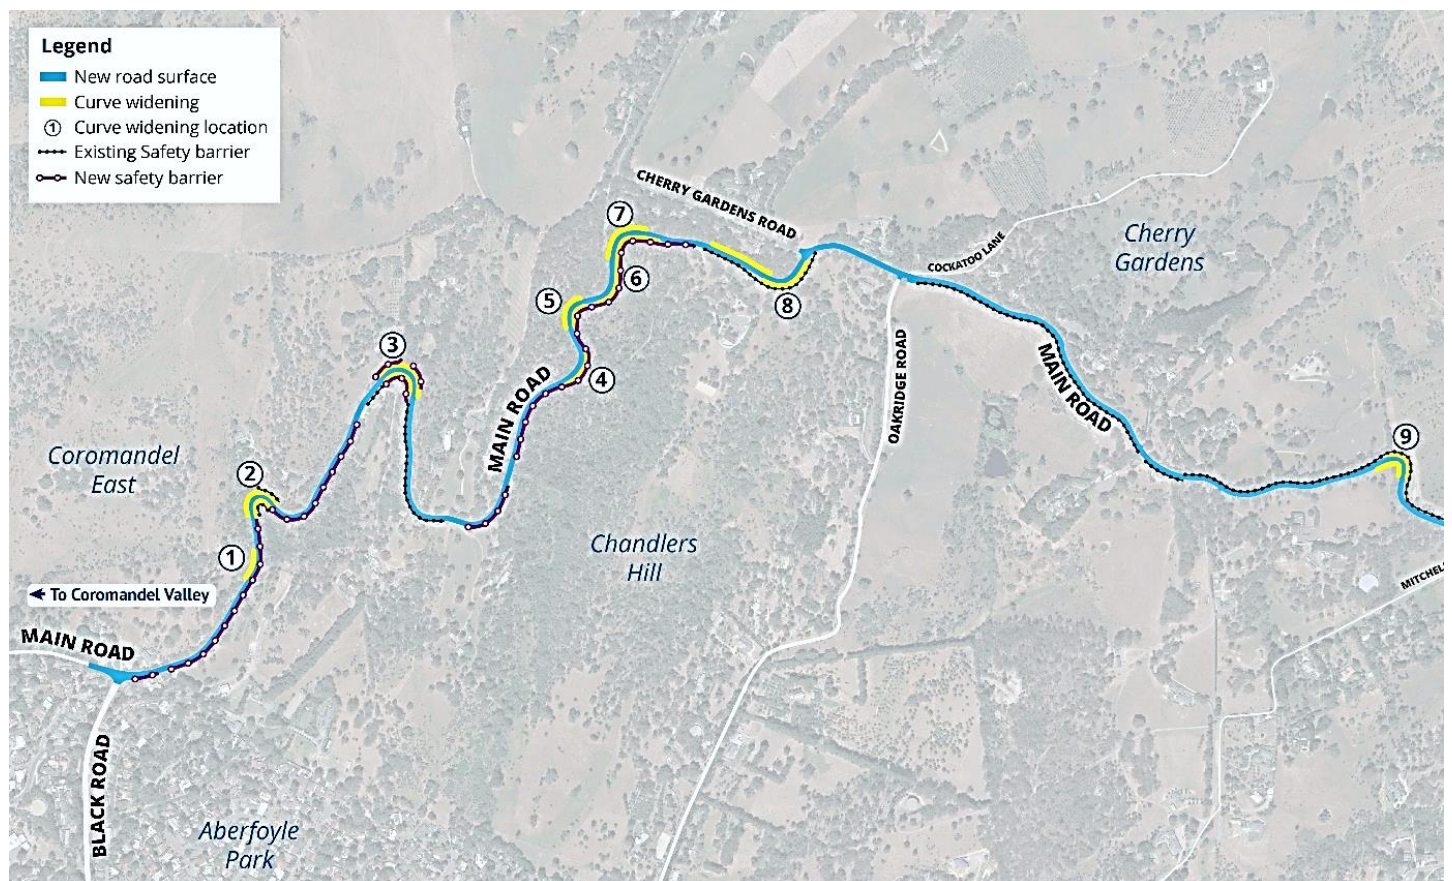 Legend
New road surface
Curve widening
1 Curve widening location
Existing Safety barrier
New safety barrier
CHERRY GARDENS ROAD
7
COCKATOO LANE
Cherry
Gardens
6
5
8
3
4
MAIN ROAD
OAKRIDGE ROAD
MAIN ROAD
9
Coromandel
East
2
1
Chandlers
Hill
To Coromandel Valley
MAIN ROAD
BLACK ROAD
Aberfoyle
Park